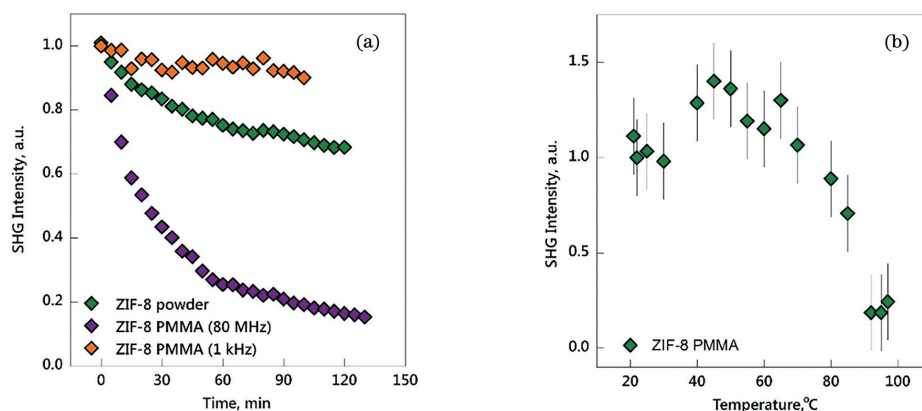 (a)
SHG Intensity, a.u.
1.0
0.8
0.6
0.4
0.2
0.0
ZIF-8 powder
ZIF-8 PMMA (80 MHz)
ZIF-8 PMMA (1 kHz)
0 30 60 90 120 150
Time, min
(b)
SHG Intensity, a.u.
1.5
1.0
0.5
0.0
ZIF-8 PMMA
20 40 60 80 100
Temperature,°C